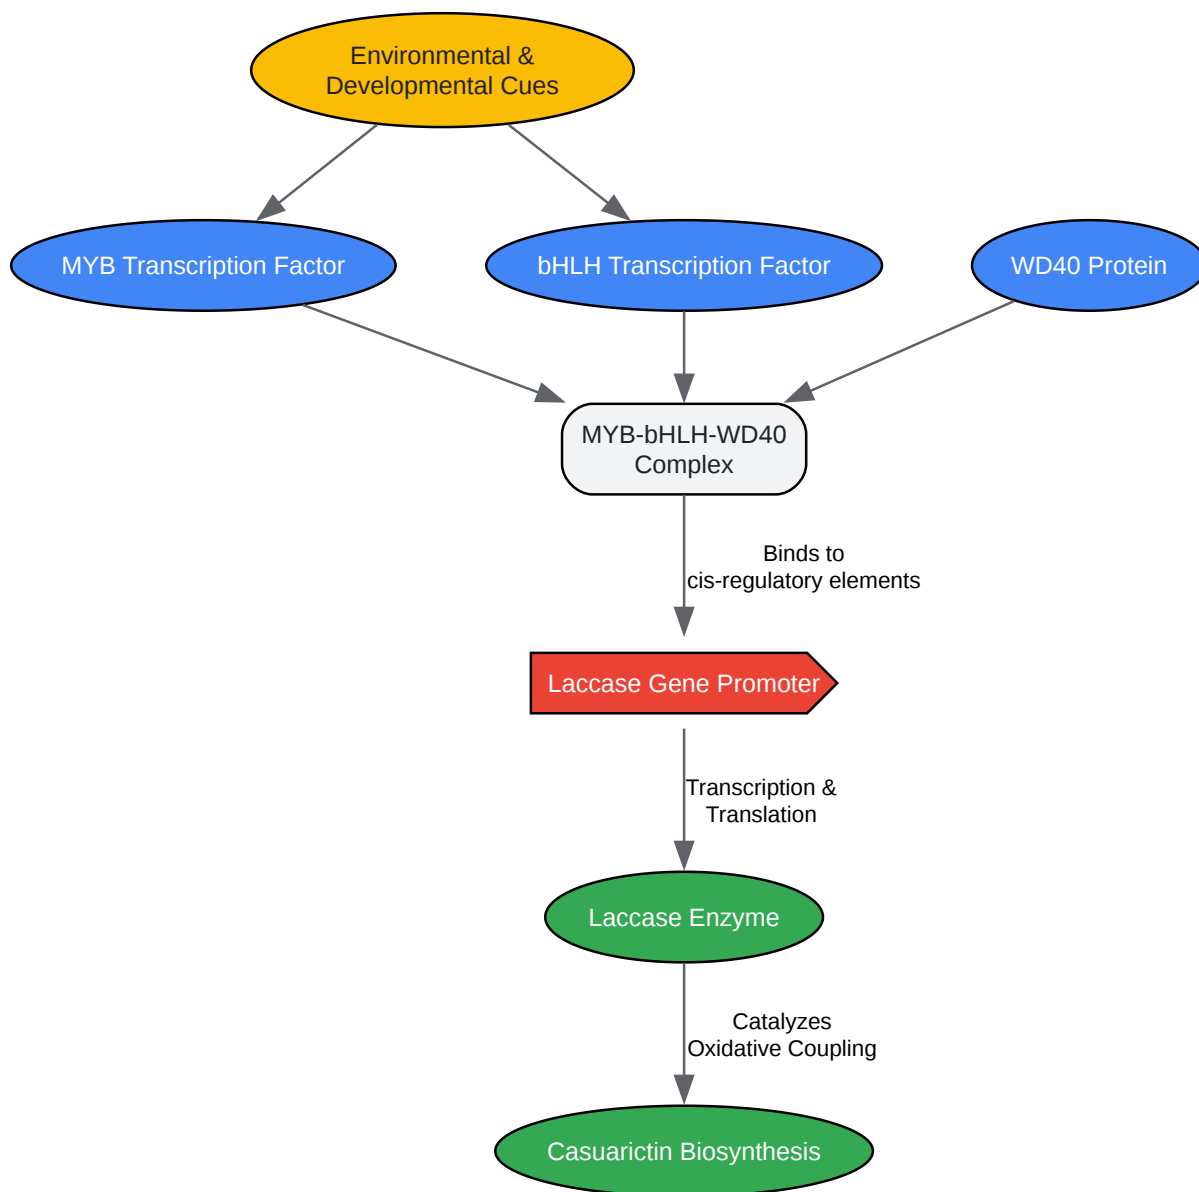 Environmental &
Developmental Cues
MYB Transcription Factor
bHLH Transcription Factor
WD40 Protein
MYB-bHLH-WD40
Complex
Binds to
cis-regulatory elements
Laccase Gene Promoter
Transcription &
Translation
Laccase Enzyme
Catalyzes
Oxidative Coupling
Casuarictin Biosynthesis